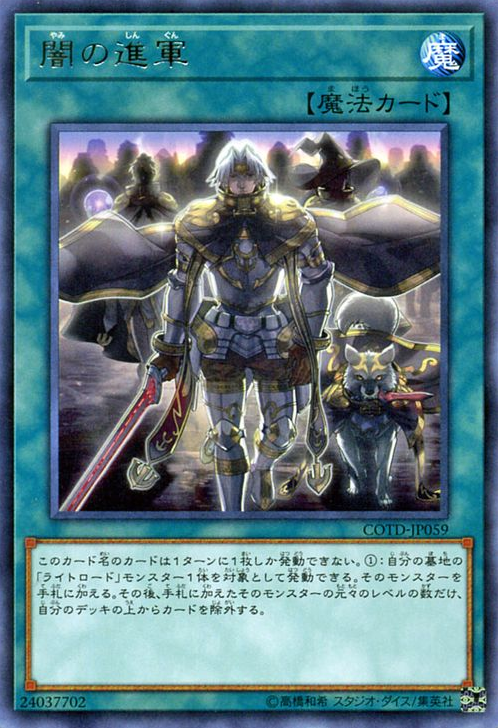 闇の進軍
魔
【魔法カード】
COTD-JP059
このカード名のカードは1ターンに1枚しか発動できない。①:自分の墓地の
「ライトロード」モンスター1体を対象として発動できる。そのモンスターを
手札に加える。その後、手札に加えたそのモンスターの元々のレベルの数だけ、
自分のデッキの上からカードを除外する。
24037702
©高橋和希 スタジオ・ダイス/集英社